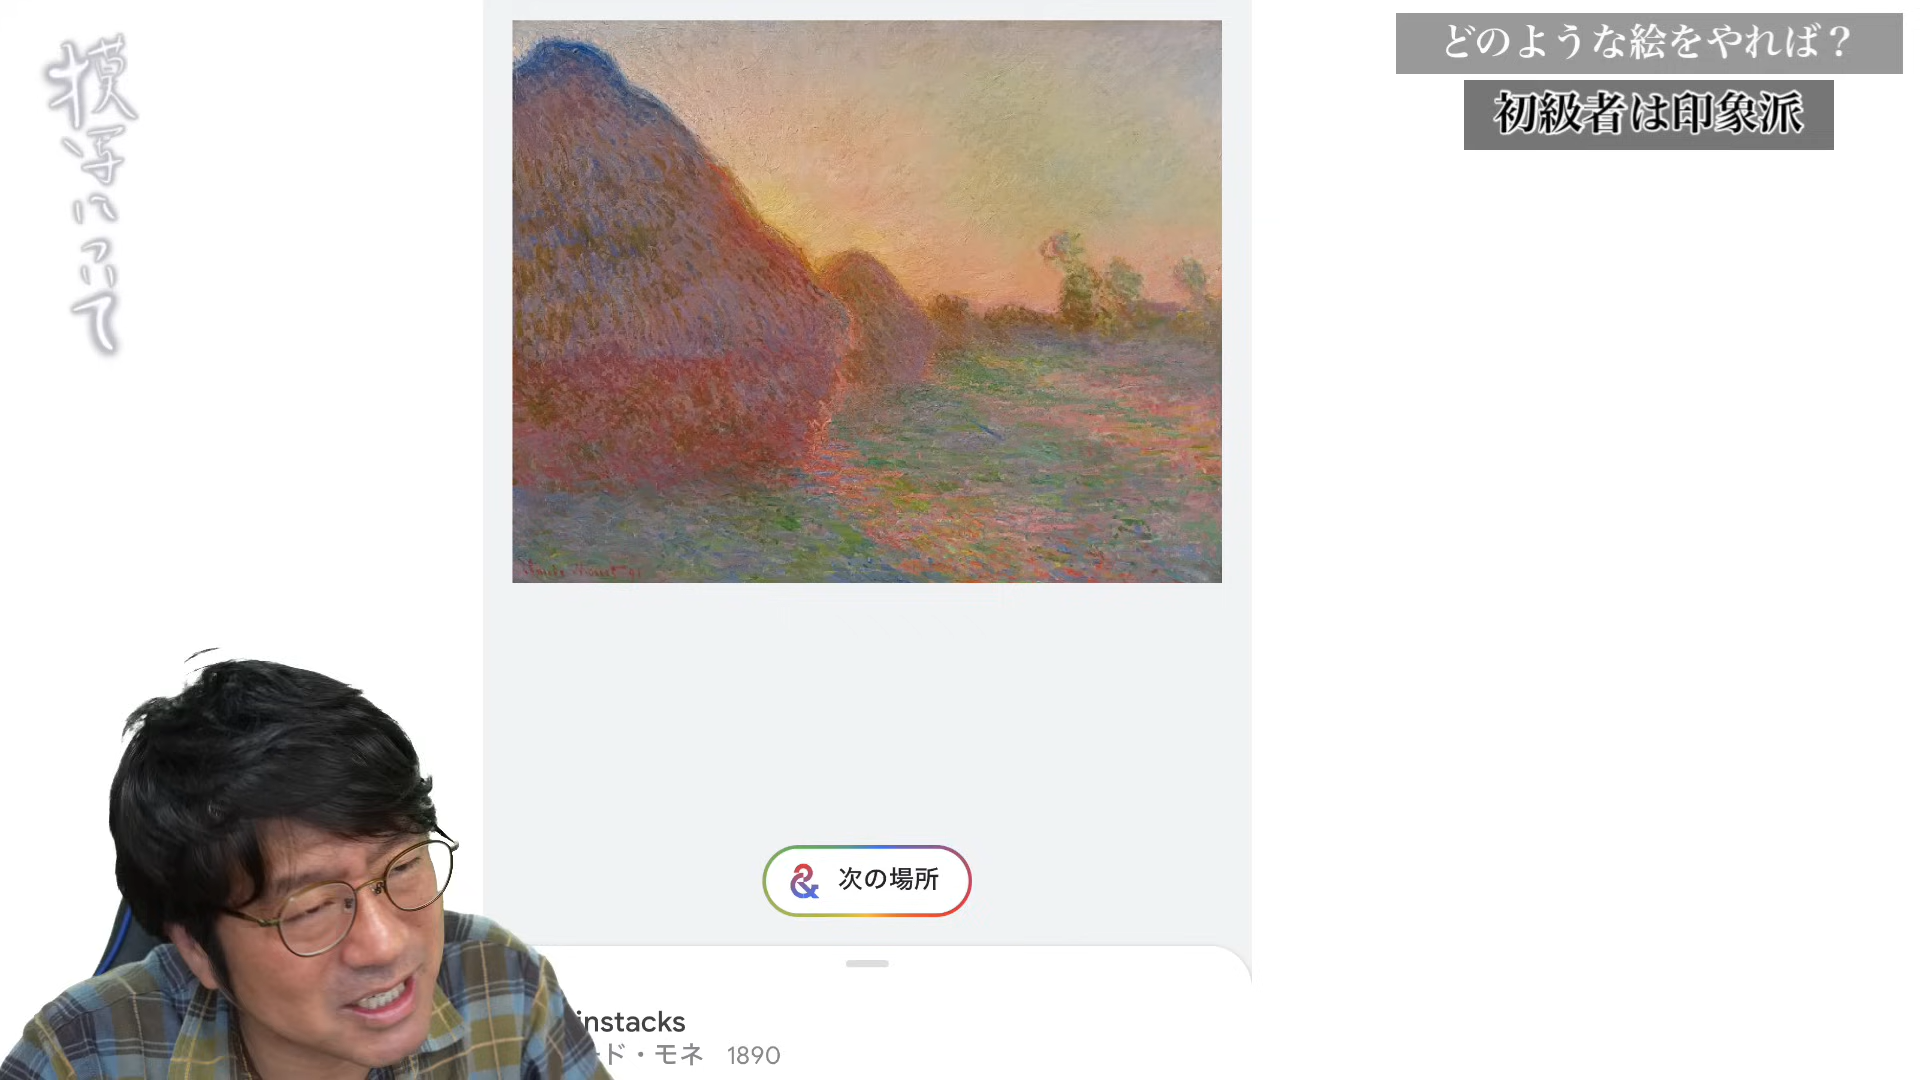 模写について
どのような絵をやれば？
初級者は印象派
次の場所
instacks
ド・モネ 1890